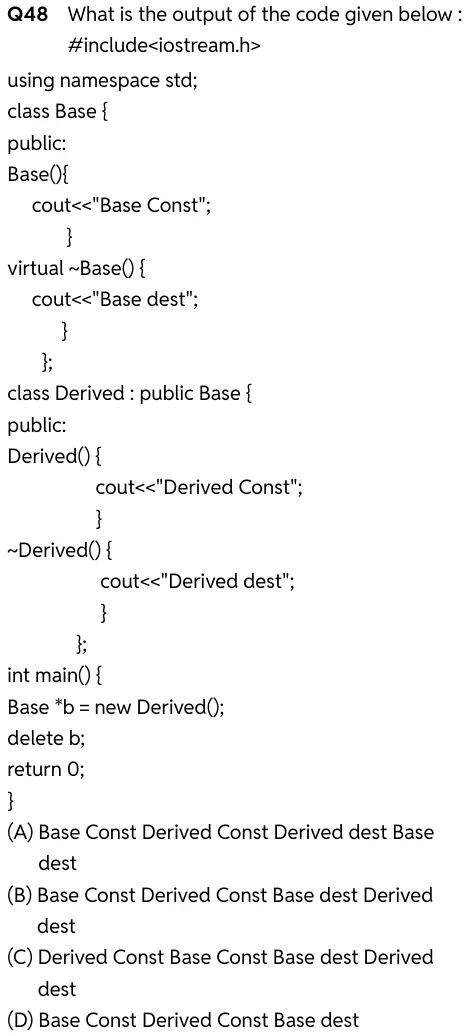 Q48 What is the output of the code given below :
#include<iostream.h>
using namespace std;
class Base {
public:
Base(){
cout<<"Base Const";
}
virtual ~Base() {
cout<<"Base dest";
}
};
class Derived : public Base {
public:
Derived() {
cout<<"Derived Const";
}
~Derived() {
cout<<"Derived dest";
}
};
int main() {
Base *b = new Derived();
delete b;
return 0;
}
(A) Base Const Derived Const Derived dest Base
dest
(B) Base Const Derived Const Base dest Derived
dest
(C) Derived Const Base Const Base dest Derived
dest
(D) Base Const Derived Const Base dest